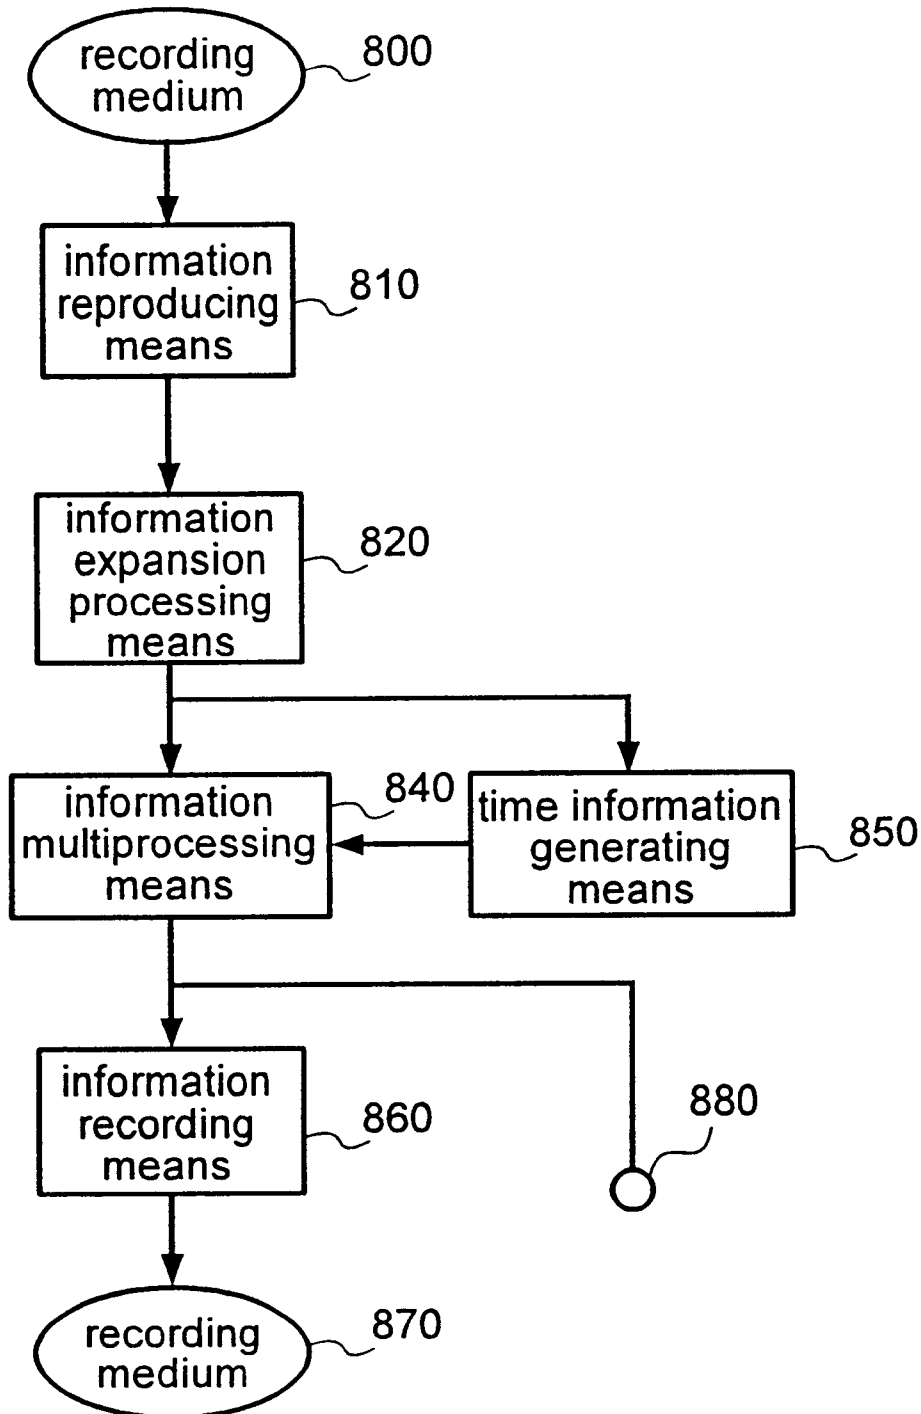 recording
medium
800
information
reproducing
means
810
information
expansion
processing
means
820
information
multiprocessing
means
840
time information
generating
means
850
information
recording
means
860
880
recording
medium
870